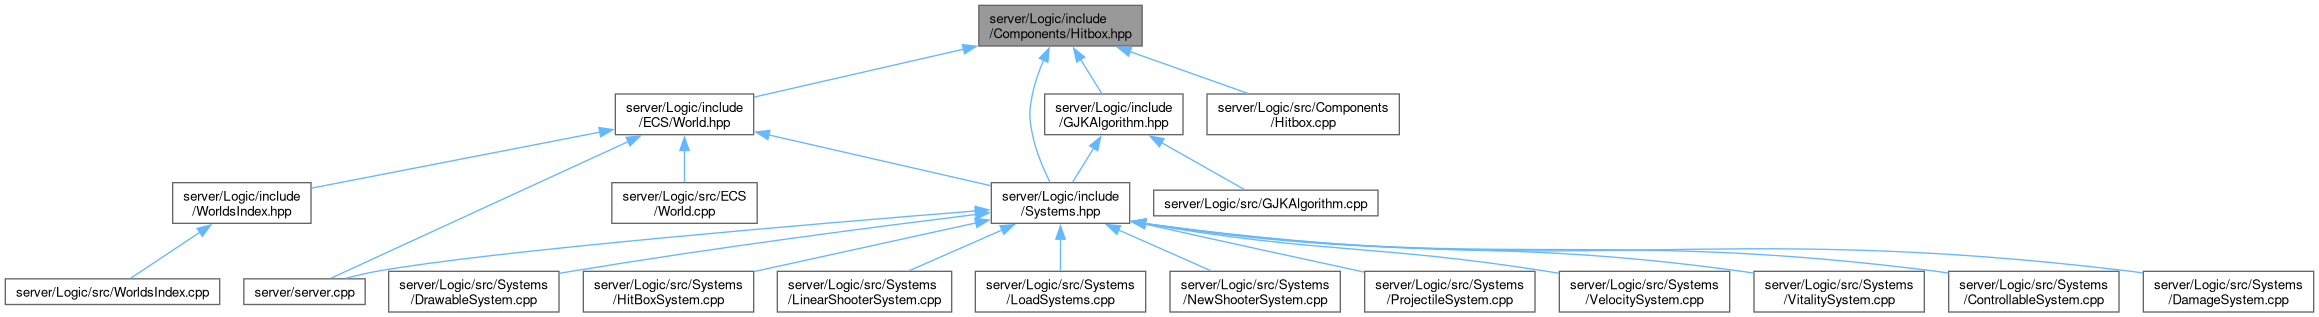 server/Logic/include
/Components/Hitbox.hpp
server/Logic/include
/ECS/World.hpp
server/Logic/include
/GJKAlgorithm.hpp
server/Logic/src/Components
/Hitbox.cpp
server/Logic/include
/WorldsIndex.hpp
server/Logic/src/ECS
/World.cpp
server/Logic/include
/Systems.hpp
server/Logic/src/GJKAlgorithm.cpp
server/Logic/src/WorldsIndex.cpp
server/server.cpp
server/Logic/src/Systems
/DrawableSystem.cpp
server/Logic/src/Systems
/HitBoxSystem.cpp
server/Logic/src/Systems
/LinearShooterSystem.cpp
server/Logic/src/Systems
/LoadSystems.cpp
server/Logic/src/Systems
/NewShooterSystem.cpp
server/Logic/src/Systems
/ProjectileSystem.cpp
server/Logic/src/Systems
/VelocitySystem.cpp
server/Logic/src/Systems
/VitalitySystem.cpp
server/Logic/src/Systems
/ControllableSystem.cpp
server/Logic/src/Systems
/DamageSystem.cpp